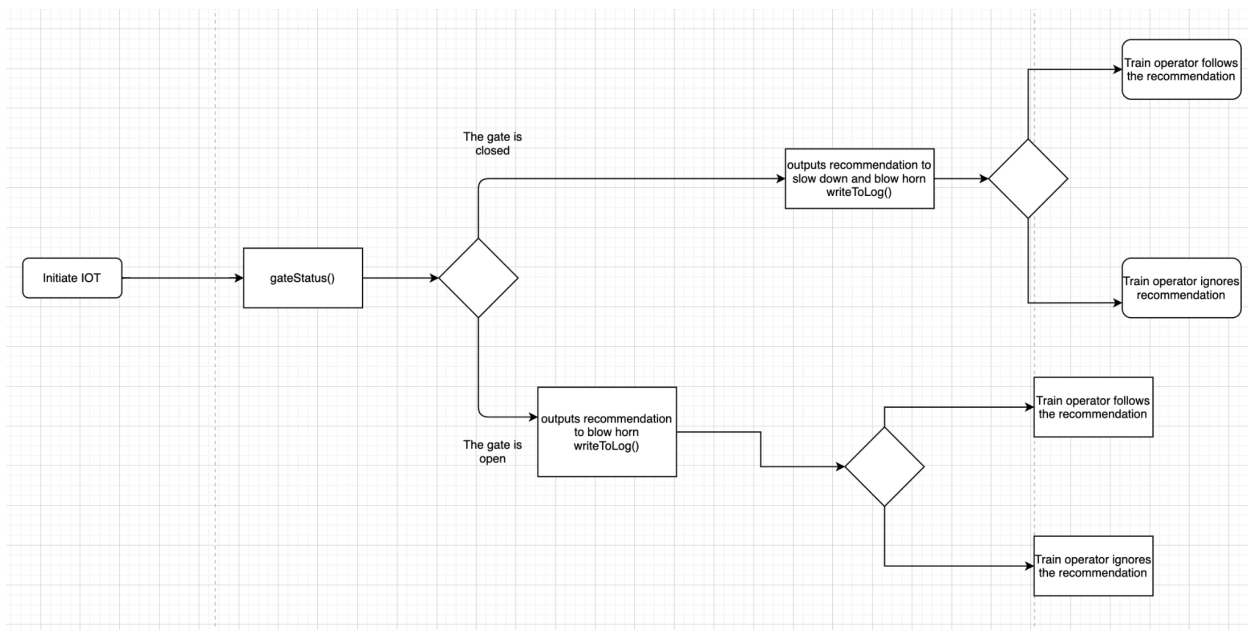 Train operator follows
the recommendation
The gate is
closed
outputs recommendation to
slow down and blow horn
writeToLog()
Initiate IOT
gateStatus()
Train operator ignores
recommendation
outputs recommendation
to blow horn
writeToLog()
The gate is
open
Train operator follows
the recommendation
Train operator ignores
the recommendation